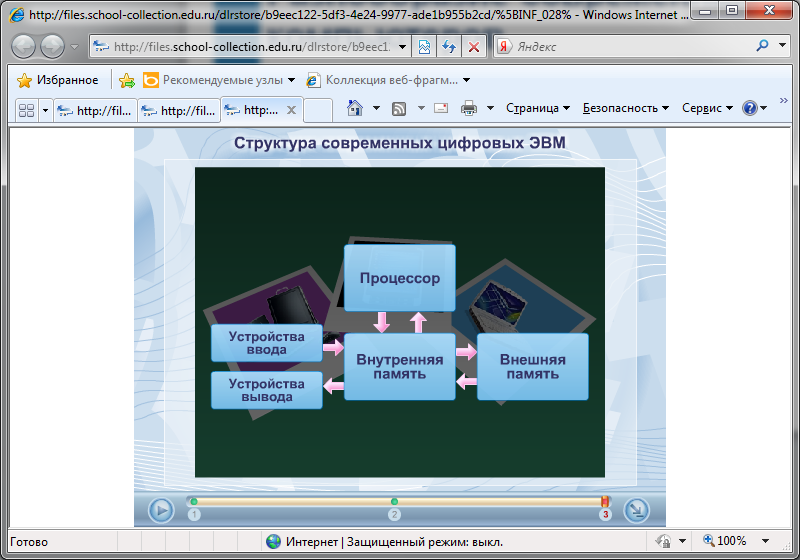 http://files.school-collection.edu.ru/dlrstore/b9eec122-5df3-4e24-9977-ade1b955b2cd/%5BINF_028% - Windows Internet ...
http://files.school-collection.edu.ru/dlrstore/b9eec1
Яндекс
Избранное
Рекомендуемые узлы
Коллекция веб-фрагм...
http://fil...
http://fil...
http:...
Страница
Безопасность
Сервис
Структура современных цифровых ЭВМ
Процессор
Устройства
ввода
Внутренняя
память
Внешняя
память
Устройства
вывода
1
2
3
Готово
Интернет | Защищенный режим: выкл.
100%